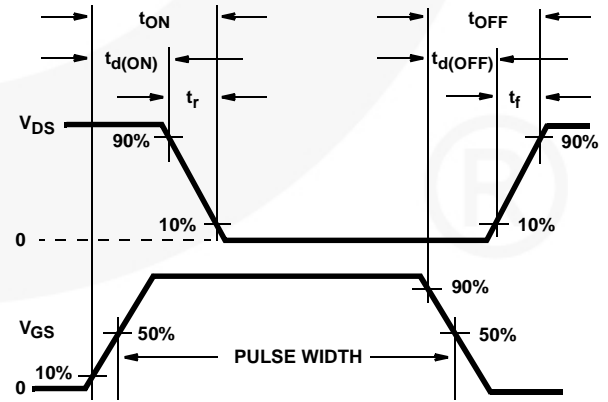 tON
tOFF
td(ON)
td(OFF)
tr
tf
VDS
90%
90%
10%
10%
0
90%
VGS
50%
50%
PULSE WIDTH
10%
0
R